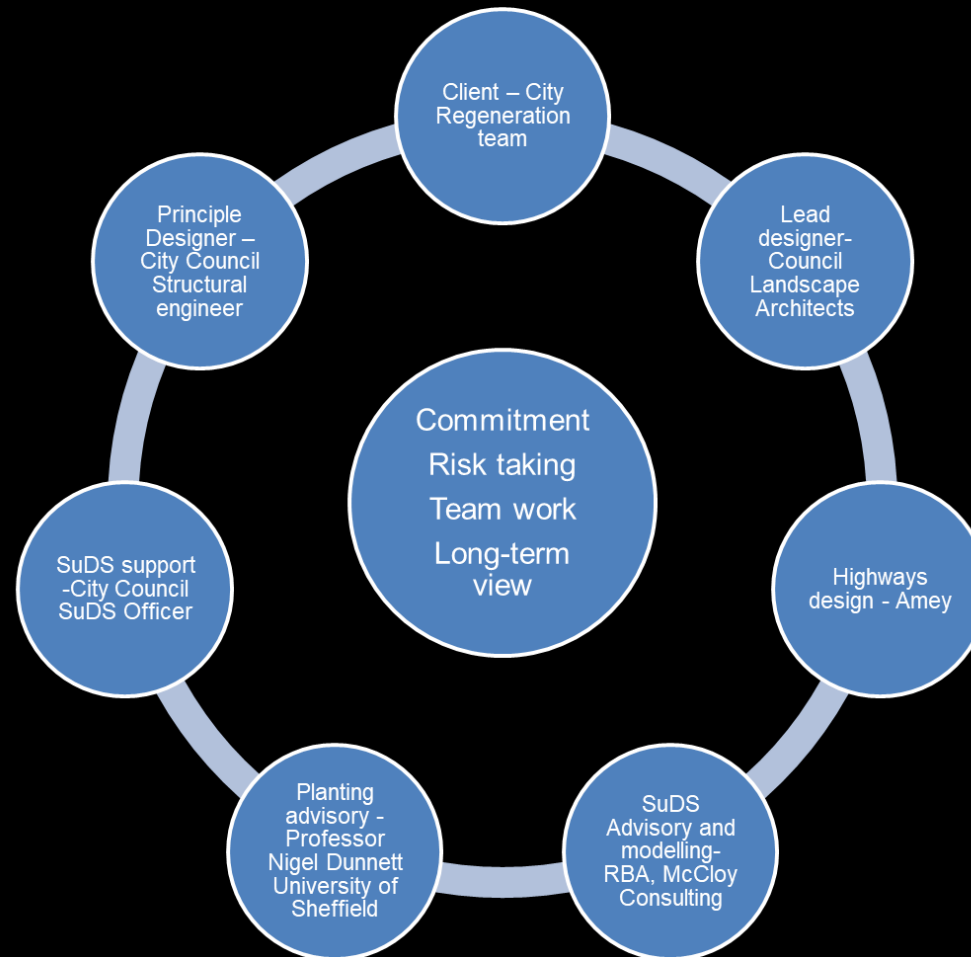 Client – City
Regeneration
team
Lead
designer-
Council
Landscape
Architects
Highways
design - Amey
SuDS
Advisory and
modelling-
RBA, McCloy
Consulting
Planting
advisory -
Professor
Nigel Dunnett
University of
Sheffield
SuDS support
-City Council
SuDS Officer
Principle
Designer –
City Council
Structural
engineer
Commitment
Risk taking
Team work
Long-term
view